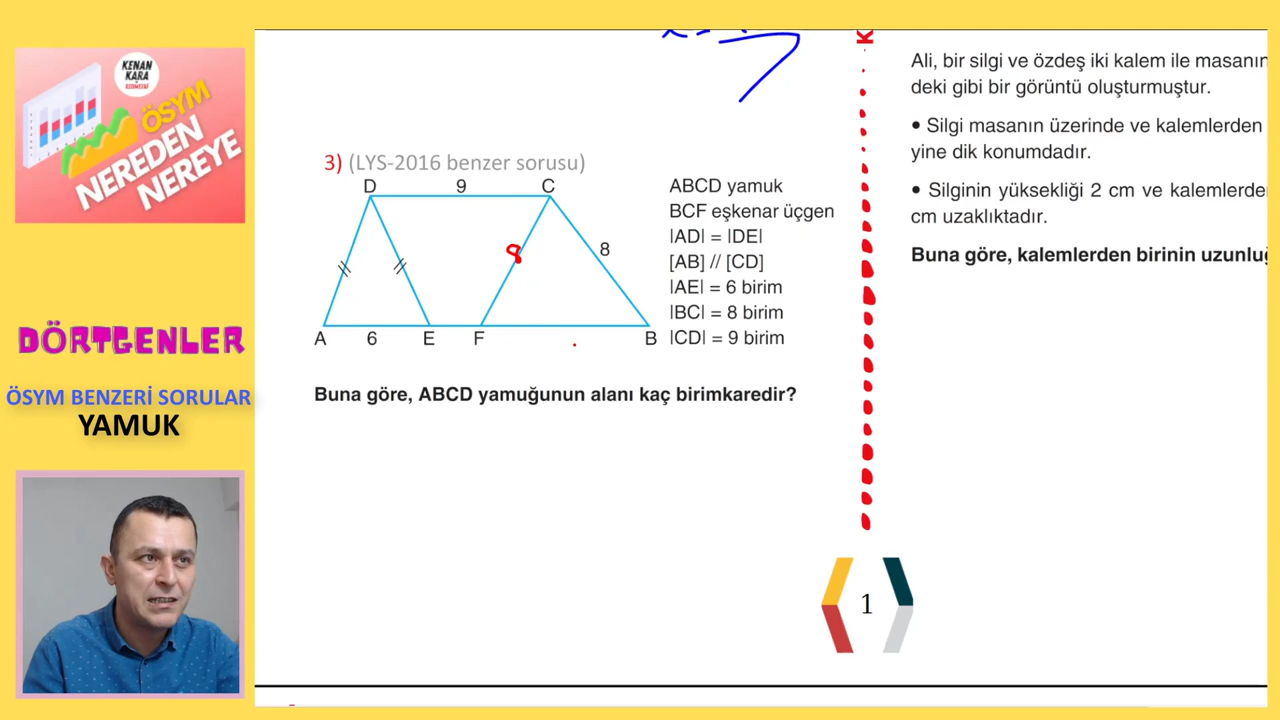 KENAN
KARA
İLE
ÖSYM
NEREDEN
NEREYE
DÖRTGENLER
ÖSYM BENZERİ SORULAR
YAMUK
3) (LYS-2016 benzer sorusu)
D 9 C
8
8
A 6 E F B
ABCD yamuk
BCF eşkenar üçgen
|AD| = |DE|
[AB] // [CD]
|AE| = 6 birim
|BC| = 8 birim
|CD| = 9 birim
Buna göre, ABCD yamuğunun alanı kaç birimkaredir?
K
Ali, bir silgi ve özdeş iki kalem ile masanın
deki gibi bir görüntü oluşturmuştur.
• Silgi masanın üzerinde ve kalemlerden
yine dik konumdadır.
• Silginin yüksekliği 2 cm ve kalemlerde
cm uzaklıktadır.
Buna göre, kalemlerden birinin uzunluğ
1